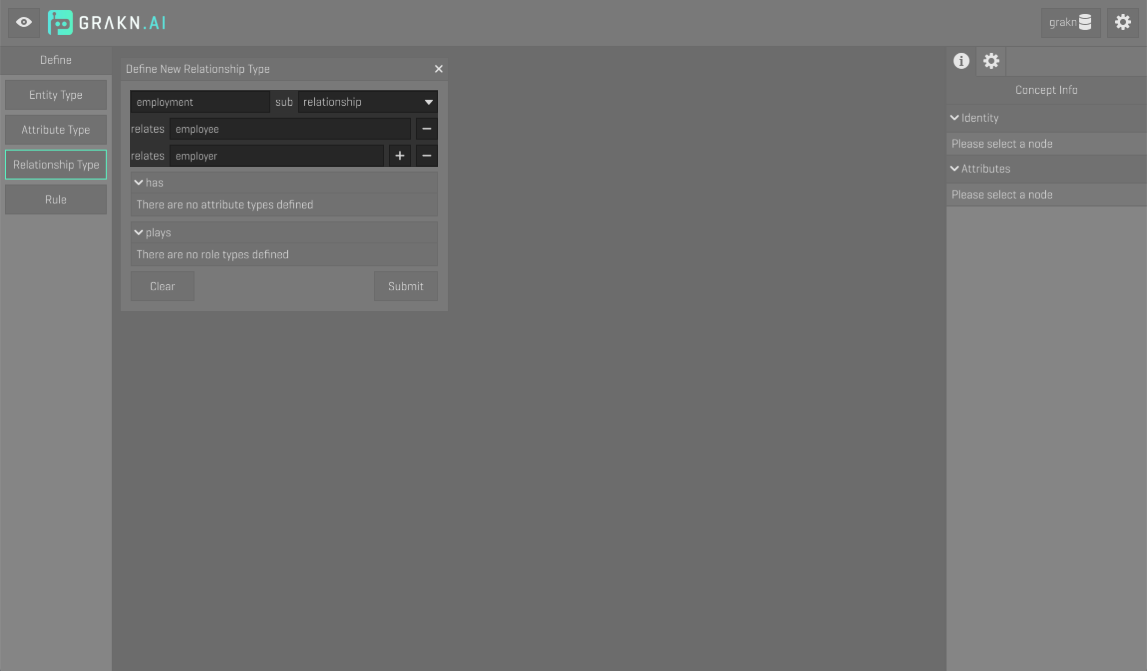 GRAKN.AI
grakn
Define
Entity Type
Attribute Type
Relationship Type
Rule
Define New Relationship Type
employment sub relationship
relates employee
relates employer
has
There are no attribute types defined
plays
There are no role types defined
Clear Submit
Concept Info
Identity
Please select a node
Attributes
Please select a node